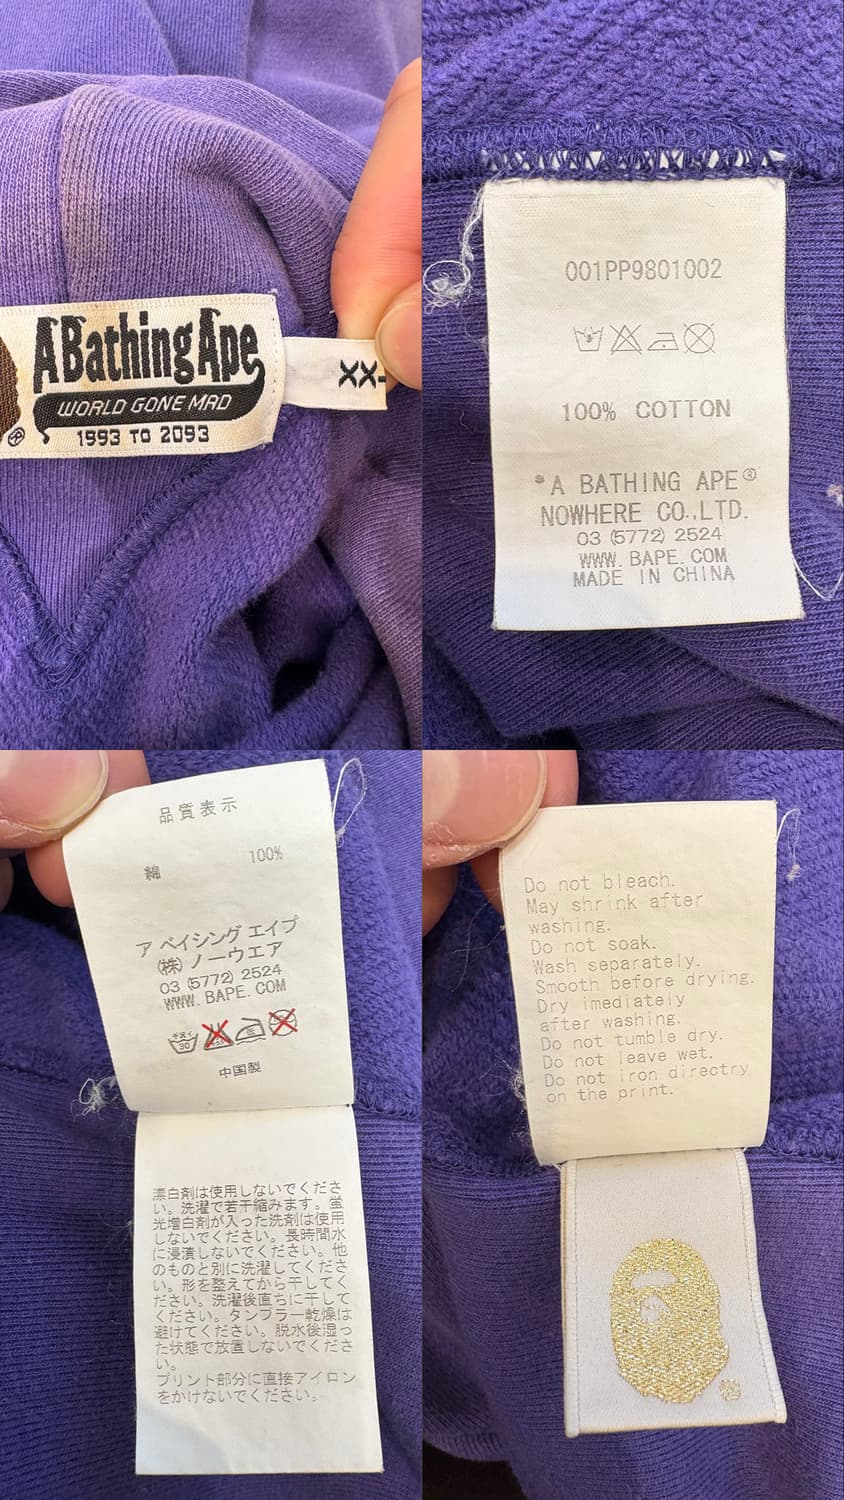 A Bathing Ape
WORLD GONE MAD
1993 TO 2093
®
XX-
001PP9801002
100% COTTON
*A BATHING APE®
NOWHERE CO.,LTD.
03 (5772) 2524
WWW.BAPE.COM
MADE IN CHINA
品質表示
綿 100%
ア ベイシング エイプ
(株) ノーウエア
03 (5772) 2524
WWW.BAPE.COM
手洗イ
30
中国製
漂白剤は使用しないでくださ
い。洗濯で若干縮みます。蛍
光増白剤が入った洗剤は使用
しないでください。長時間水
に浸漬しないでください。他
のものと別に洗濯してくださ
い。形を整えてから干してく
ださい。洗濯後直ちに干して
ください。タンブラー乾燥は
避けてください。脱水後湿っ
た状態で放置しないでくださ
い。
プリント部分に直接アイロン
をかけないでください。
Do not bleach.
May shrink after
washing.
Do not soak.
Wash separately.
Smooth before drying.
Dry imediately
after washing.
Do not tumble dry.
Do not leave wet.
Do not iron directry
on the print.